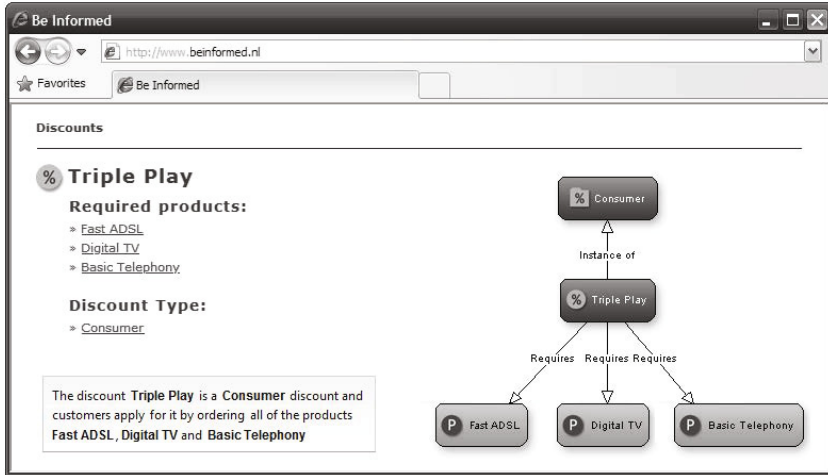 Be Informed
http://www.beinformed.nl
Favorites
Be Informed
Discounts
% Triple Play
Required products:
» Fast ADSL
» Digital TV
» Basic Telephony
Discount Type:
» Consumer
The discount Triple Play is a Consumer discount and
customers apply for it by ordering all of the products
Fast ADSL, Digital TV and Basic Telephony
% Consumer
Instance of
% Triple Play
Requires Requires Requires
P Fast ADSL
P Digital TV
P Basic Telephony